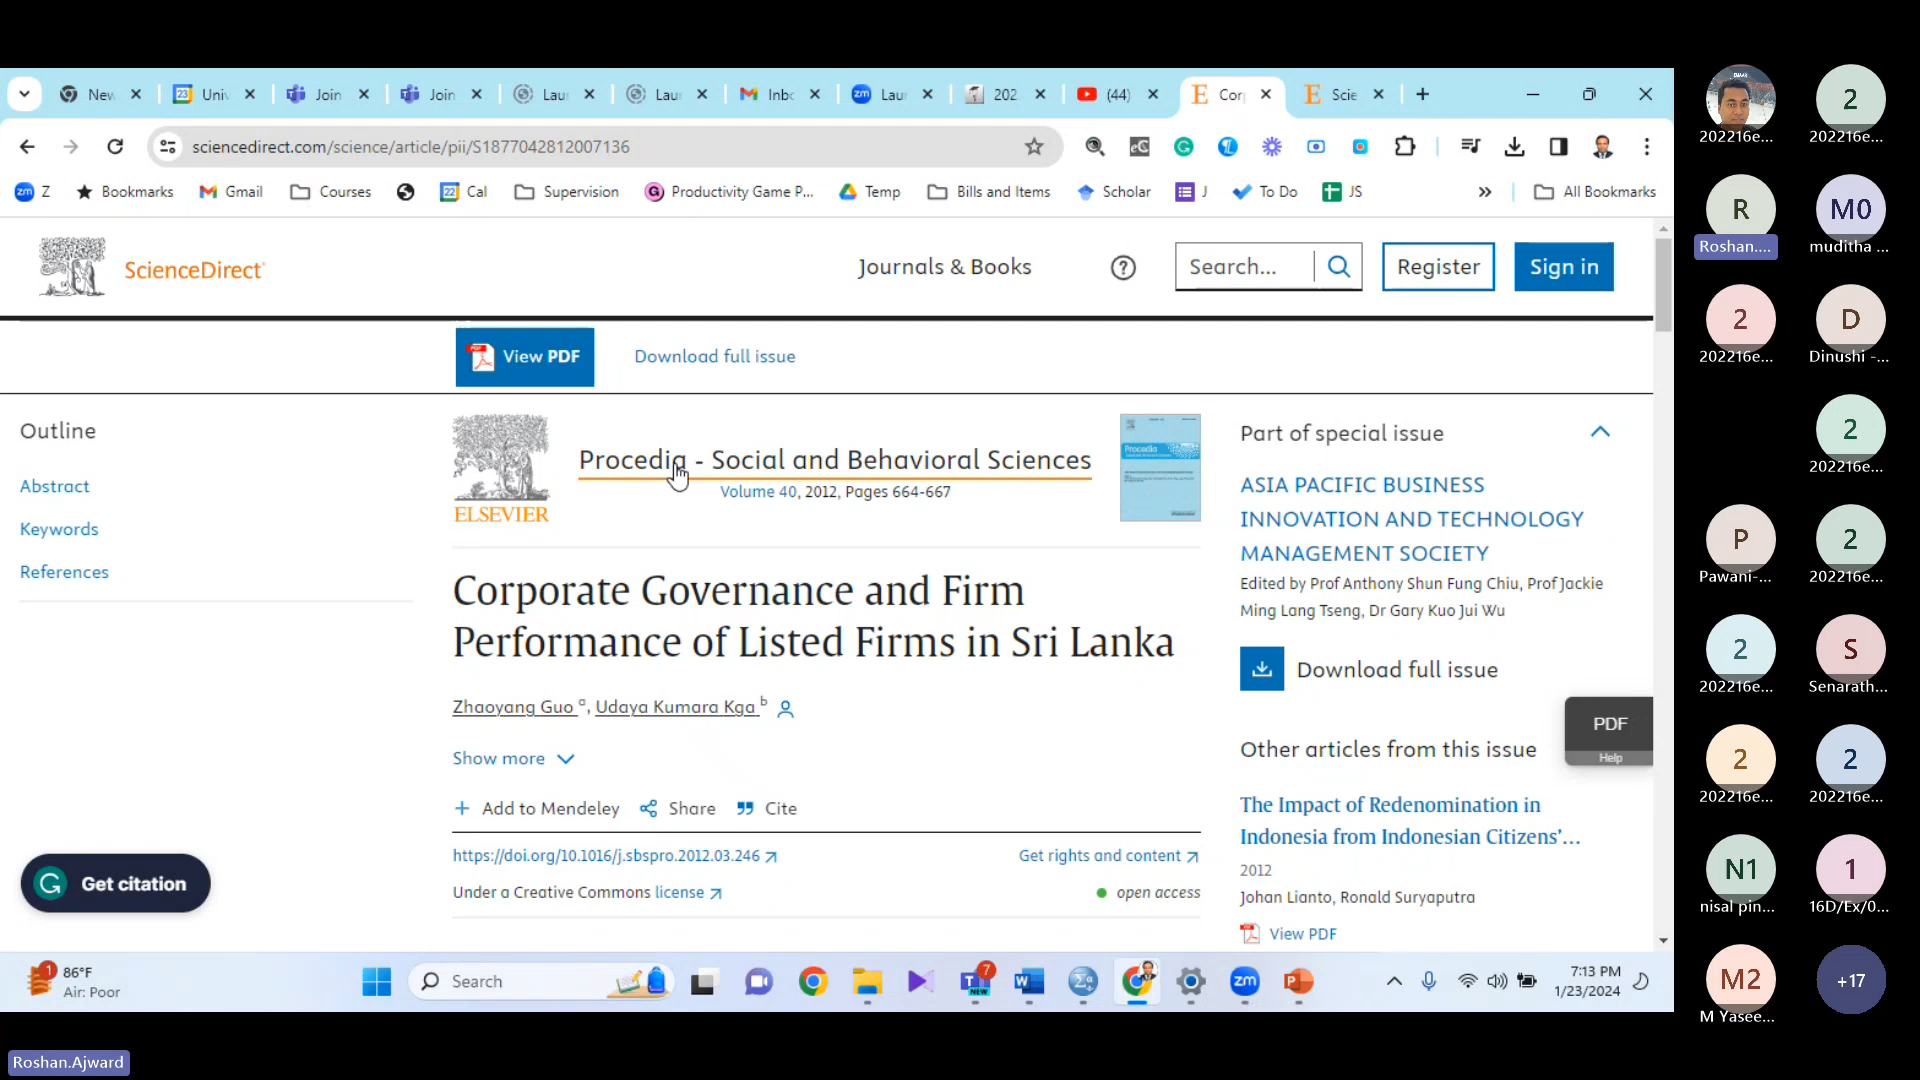 New
Univ
Join
Join
Lau
Lau
Inbo
Lau
202
(44)
Cor
Scie
sciencedirect.com/science/article/pii/S1877042812007136
Z
Bookmarks
Gmail
Courses
Cal
Supervision
Productivity Game P...
Temp
Bills and Items
Scholar
J
To Do
JS
All Bookmarks
ScienceDirect
Journals & Books
Search...
Register
Sign in
View PDF
Download full issue
Outline
Abstract
Keywords
References
ELSEVIER
Procedia - Social and Behavioral Sciences
Volume 40, 2012, Pages 664-667
Procedia
Corporate Governance and Firm
Performance of Listed Firms in Sri Lanka
Zhaoyang Guo a, Udaya Kumara Kga b
Show more
Add to Mendeley
Share
Cite
https://doi.org/10.1016/j.sbspro.2012.03.246
Get rights and content
Under a Creative Commons license
open access
Get citation
Part of special issue
ASIA PACIFIC BUSINESS
INNOVATION AND TECHNOLOGY
MANAGEMENT SOCIETY
Edited by Prof Anthony Shun Fung Chiu, Prof Jackie
Ming Lang Tseng, Dr Gary Kuo Jui Wu
Download full issue
PDF
Help
Other articles from this issue
The Impact of Redenomination in
Indonesia from Indonesian Citizens'...
2012
Johan Lianto, Ronald Suryaputra
View PDF
1
86°F
Air: Poor
Search
7
NEW
zm
7:13 PM
1/23/2024
202216e...
2
202216e...
R
Roshan....
M0
muditha ...
2
202216e...
D
Dinushi -...
2
202216e...
P
Pawani-...
2
202216e...
2
202216e...
S
Senarath...
2
202216e...
2
202216e...
N1
nisal pin...
1
16D/Ex/0...
M2
M Yasee...
+17
Roshan.Ajward